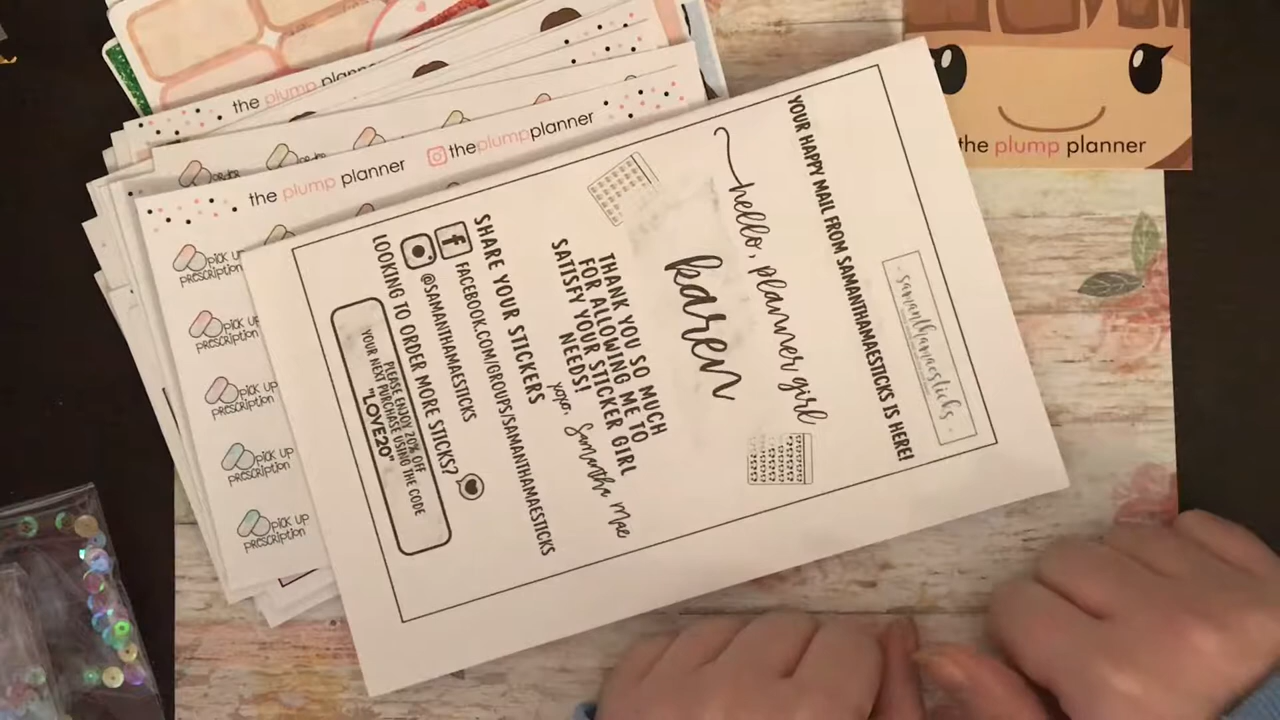 the plump planner
the plump planner
the plump planner
theplumpplanner
order
pick up
prescription
pick up
prescription
pick up
prescription
pick up
prescription
pick up
prescription
samanthamaesticks
YOUR HAPPY MAIL FROM SAMANTHAMAESTICKS IS HERE!
hello, planner girl
karen
THANK YOU SO MUCH
FOR ALLOWING ME TO
SATISFY YOUR STICKER GIRL
NEEDS!
xoxo, Samantha Mae
SHARE YOUR STICKERS
FACEBOOK.COM/GROUPS/SAMANTHAMAESTICKS
@SAMANTHAMAESTICKS
LOOKING TO ORDER MORE STICKS?
PLEASE ENJOY 20% OFF
YOUR NEXT PURCHASE USING THE CODE
"LOVE20"